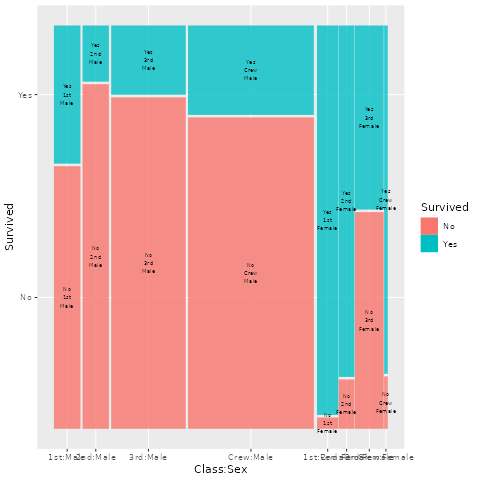 Yes
1st
Male
Yes
2nd
Male
Yes
3rd
Male
Yes
Crew
Male
Yes
1st
Female
Yes
2nd
Female
Yes
3rd
Female
Yes
Crew
Female
No
1st
Male
No
2nd
Male
No
3rd
Male
No
Crew
Male
No
1st
Female
No
2nd
Female
No
3rd
Female
No
Crew
Female
Yes
No
Survived
1st:Male 2nd:Male 3rd:Male Crew:Male
Class:Sex
Survived
No
Yes